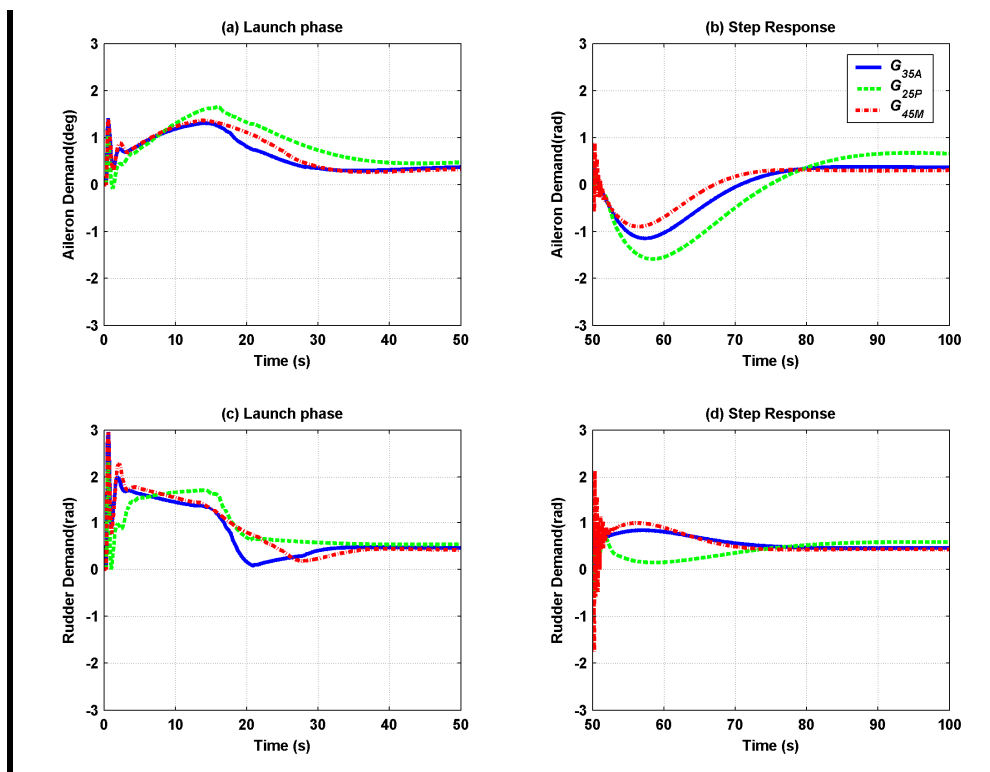 (a) Launch phase
3
2
1
0
-1
-2
-3
Aileron Demand(deg)
0 10 20 30 40 50
Time (s)
(b) Step Response
3
2
1
0
-1
-2
-3
Aileron Demand(rad)
G35A
G25P
G45M
50 60 70 80 90 100
Time (s)
(c) Launch phase
3
2
1
0
-1
-2
-3
Rudder Demand(rad)
0 10 20 30 40 50
Time (s)
(d) Step Response
3
2
1
0
-1
-2
-3
Rudder Demand(rad)
50 60 70 80 90 100
Time (s)